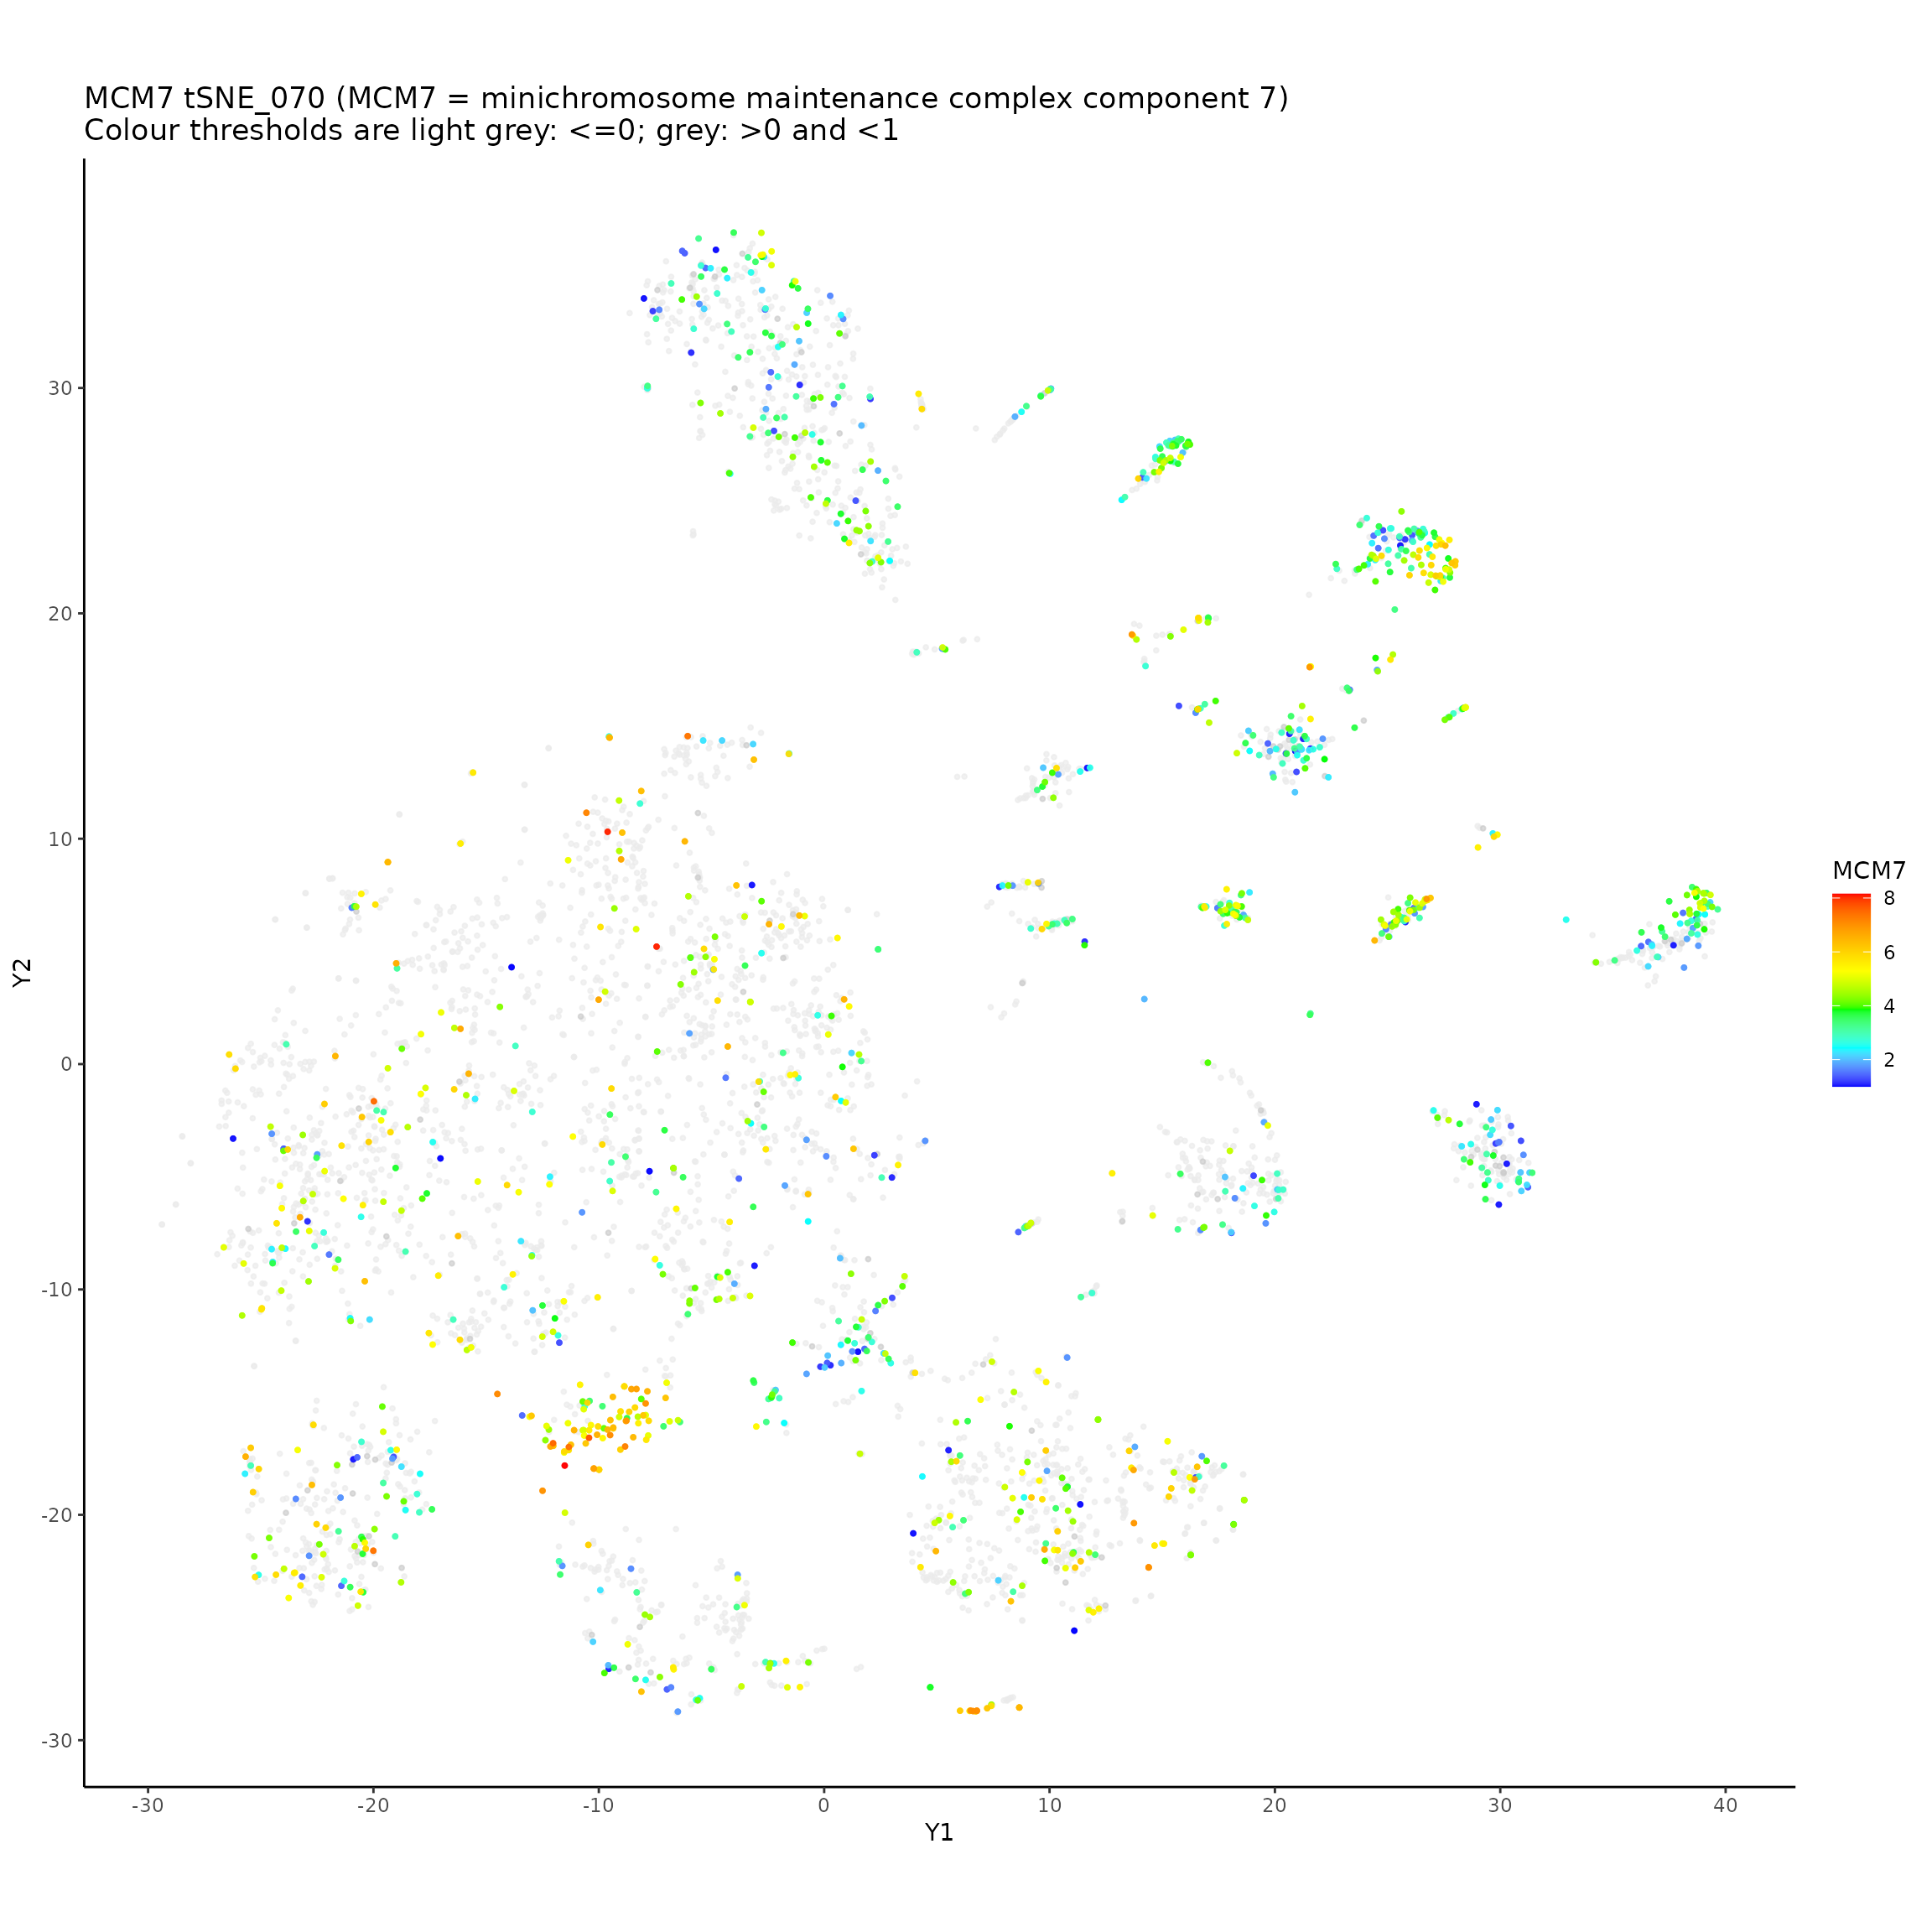 MCM7 tSNE_070 (MCM7 = minichromosome maintenance complex component 7)
Colour thresholds are light grey: <=0; grey: >0 and <1
30
20
10
0
-10
-20
-30
Y2
-30 -20 -10 0 10 20 30 40
Y1
MCM7
8
6
4
2